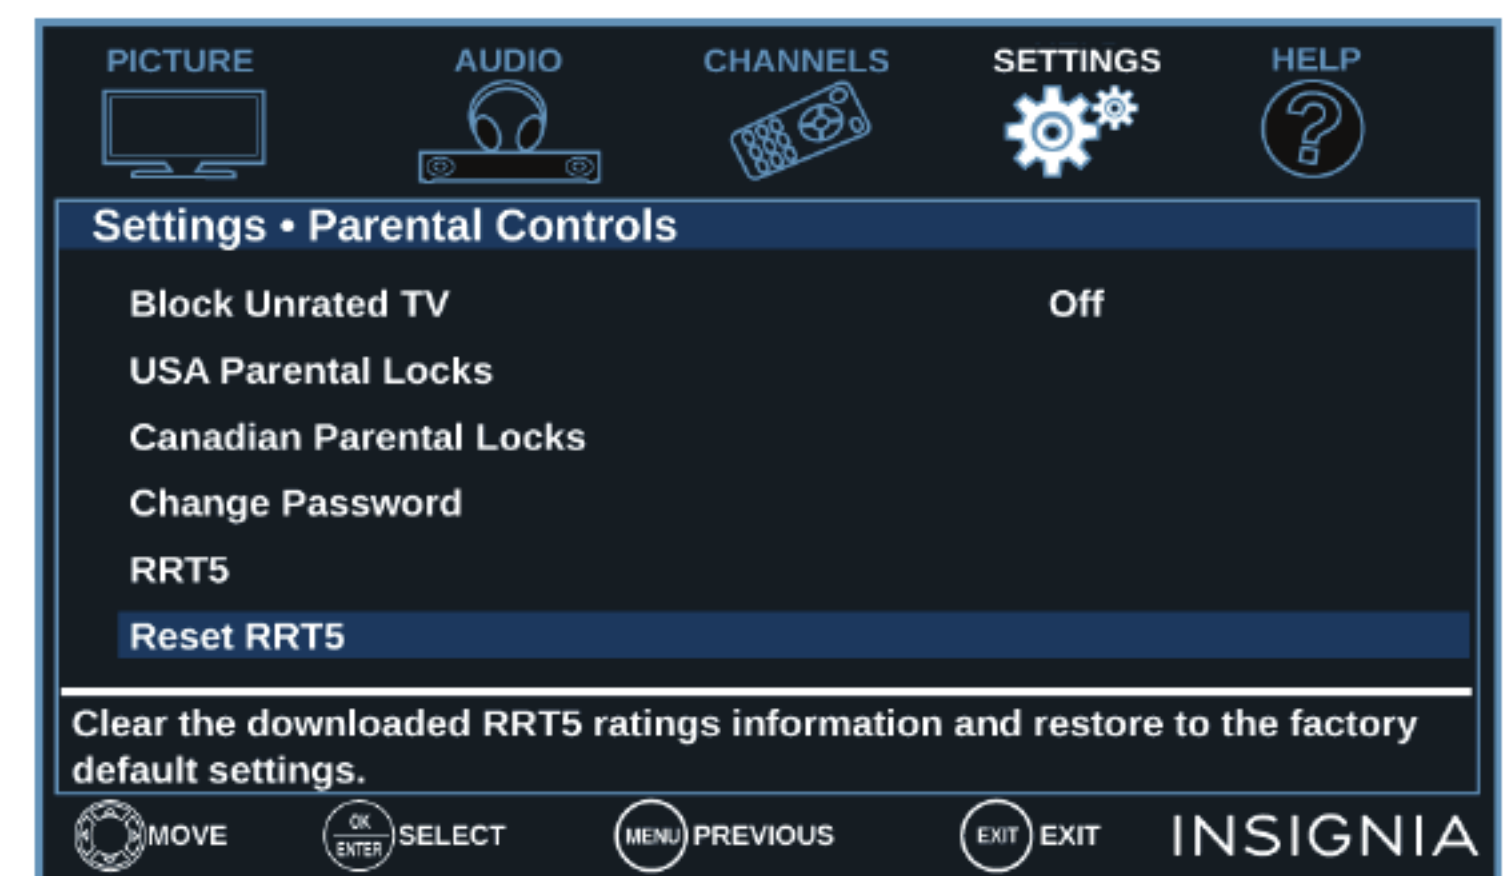 PICTURE AUDIO CHANNELS SETTINGS HELP
?
Settings • Parental Controls
Block Unrated TV Off
USA Parental Locks
Canadian Parental Locks
Change Password
RRT5
Reset RRT5
Clear the downloaded RRT5 ratings information and restore to the factory
default settings.
MOVE OK ENTER SELECT MENU PREVIOUS EXIT EXIT INSIGNIA